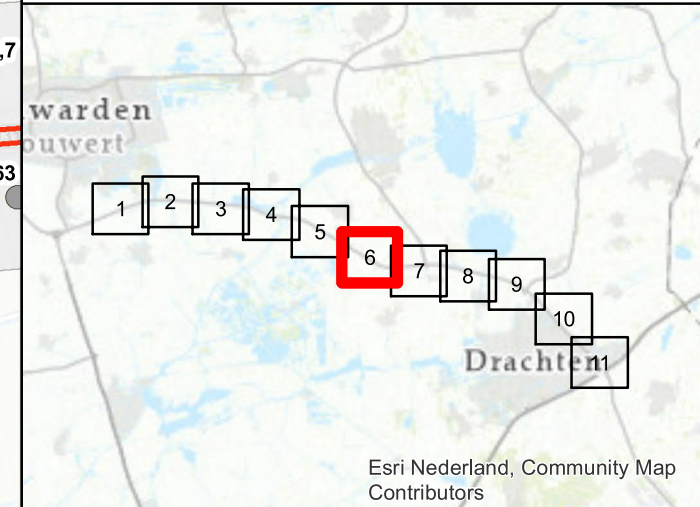 ,7
warden
ouwert
63
1
2
3
4
5
6
7
8
9
10
Drachten
11
Esri Nederland, Community Map
Contributors